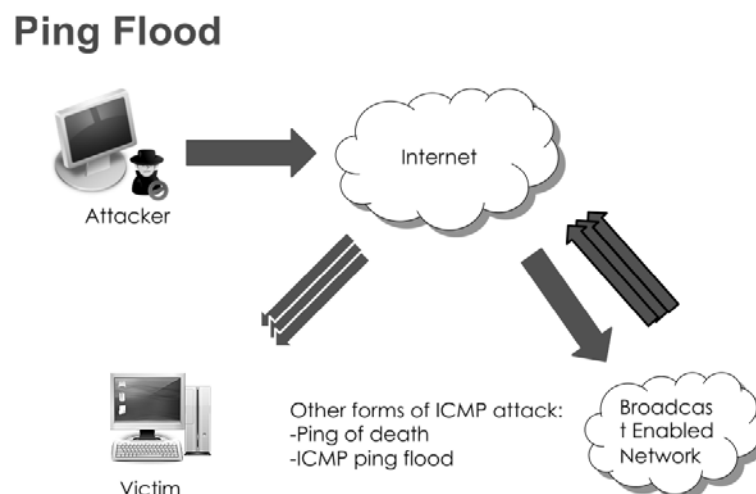 Ping Flood
Internet
Attacker
Other forms of ICMP attack:
-Ping of death
-ICMP ping flood
Broadcas
t Enabled
Network
Victim